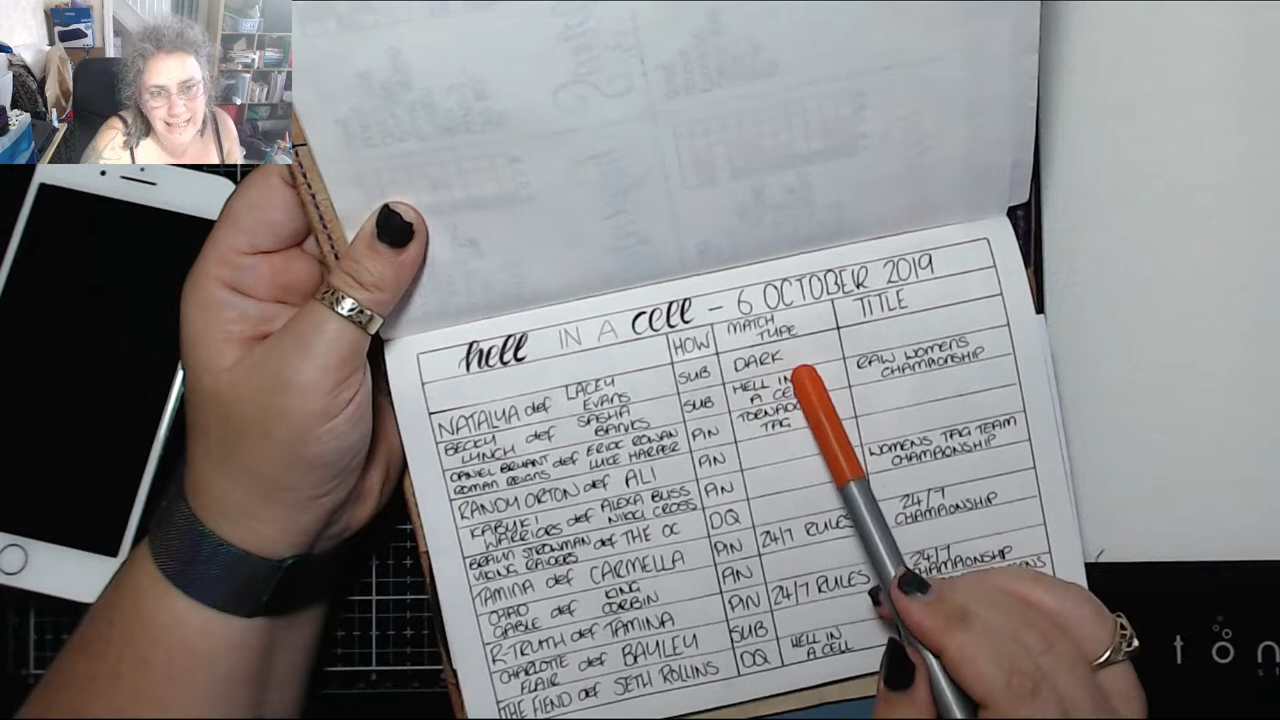 hell IN A cell - 6 OCTOBER 2019
HOW MATCH TYPE TITLE
NATALYA def LACEY EVANS SUB DARK
BECKY LYNCH def SASHA BANKS SUB HELL IN A CELL RAW WOMENS CHAMPIONSHIP
DANIEL BRYANT ROMAN REIGNS def ERICK ROWAN LUKE HARPER PIN TORNADO TAG
RANDY ORTON def ALI PIN
KABUKI WARRIORS def ALEXA BLISS NIKKI CROSS PIN WOMENS TAG TEAM CHAMPIONSHIP
BRAUN STROWMAN VIKING RAIDERS def THE OC DQ
TAMINA def CARMELLA PIN 24/7 RULES 24/7 CHAMPIONSHIP
CHAD GABLE def KING CORBIN PIN
R-TRUTH def TAMINA PIN 24/7 RULES 24/7 CHAMPIONSHIP
CHARLOTTE FLAIR def BAYLEY SUB
THE FIEND def SETH ROLLINS DQ HELL IN A CELL
ton